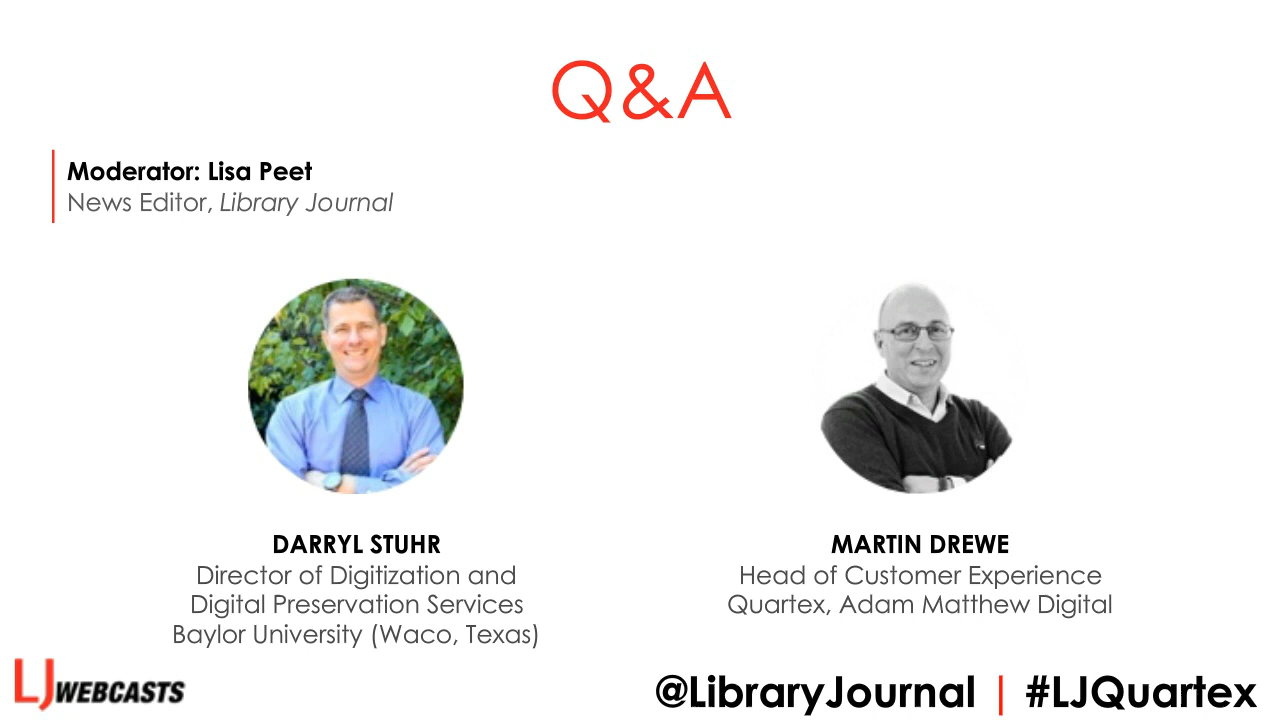 Q&A
Moderator: Lisa Peet
News Editor, Library Journal
DARRYL STUHR
Director of Digitization and
Digital Preservation Services
Baylor University (Waco, Texas)
MARTIN DREWE
Head of Customer Experience
Quartex, Adam Matthew Digital
LJ WEBCASTS
@LibraryJournal | #LJQuartex